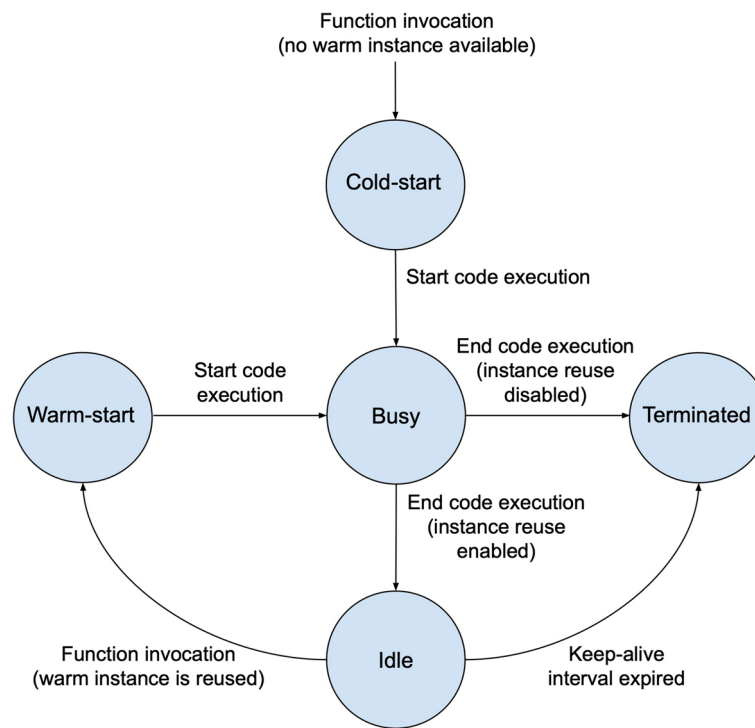 Function invocation
(no warm instance available)
Cold-start
Start code execution
Start code
execution
End code execution
(instance reuse
disabled)
Warm-start
Busy
Terminated
End code execution
(instance reuse
enabled)
Function invocation
(warm instance is reused)
Idle
Keep-alive
interval expired